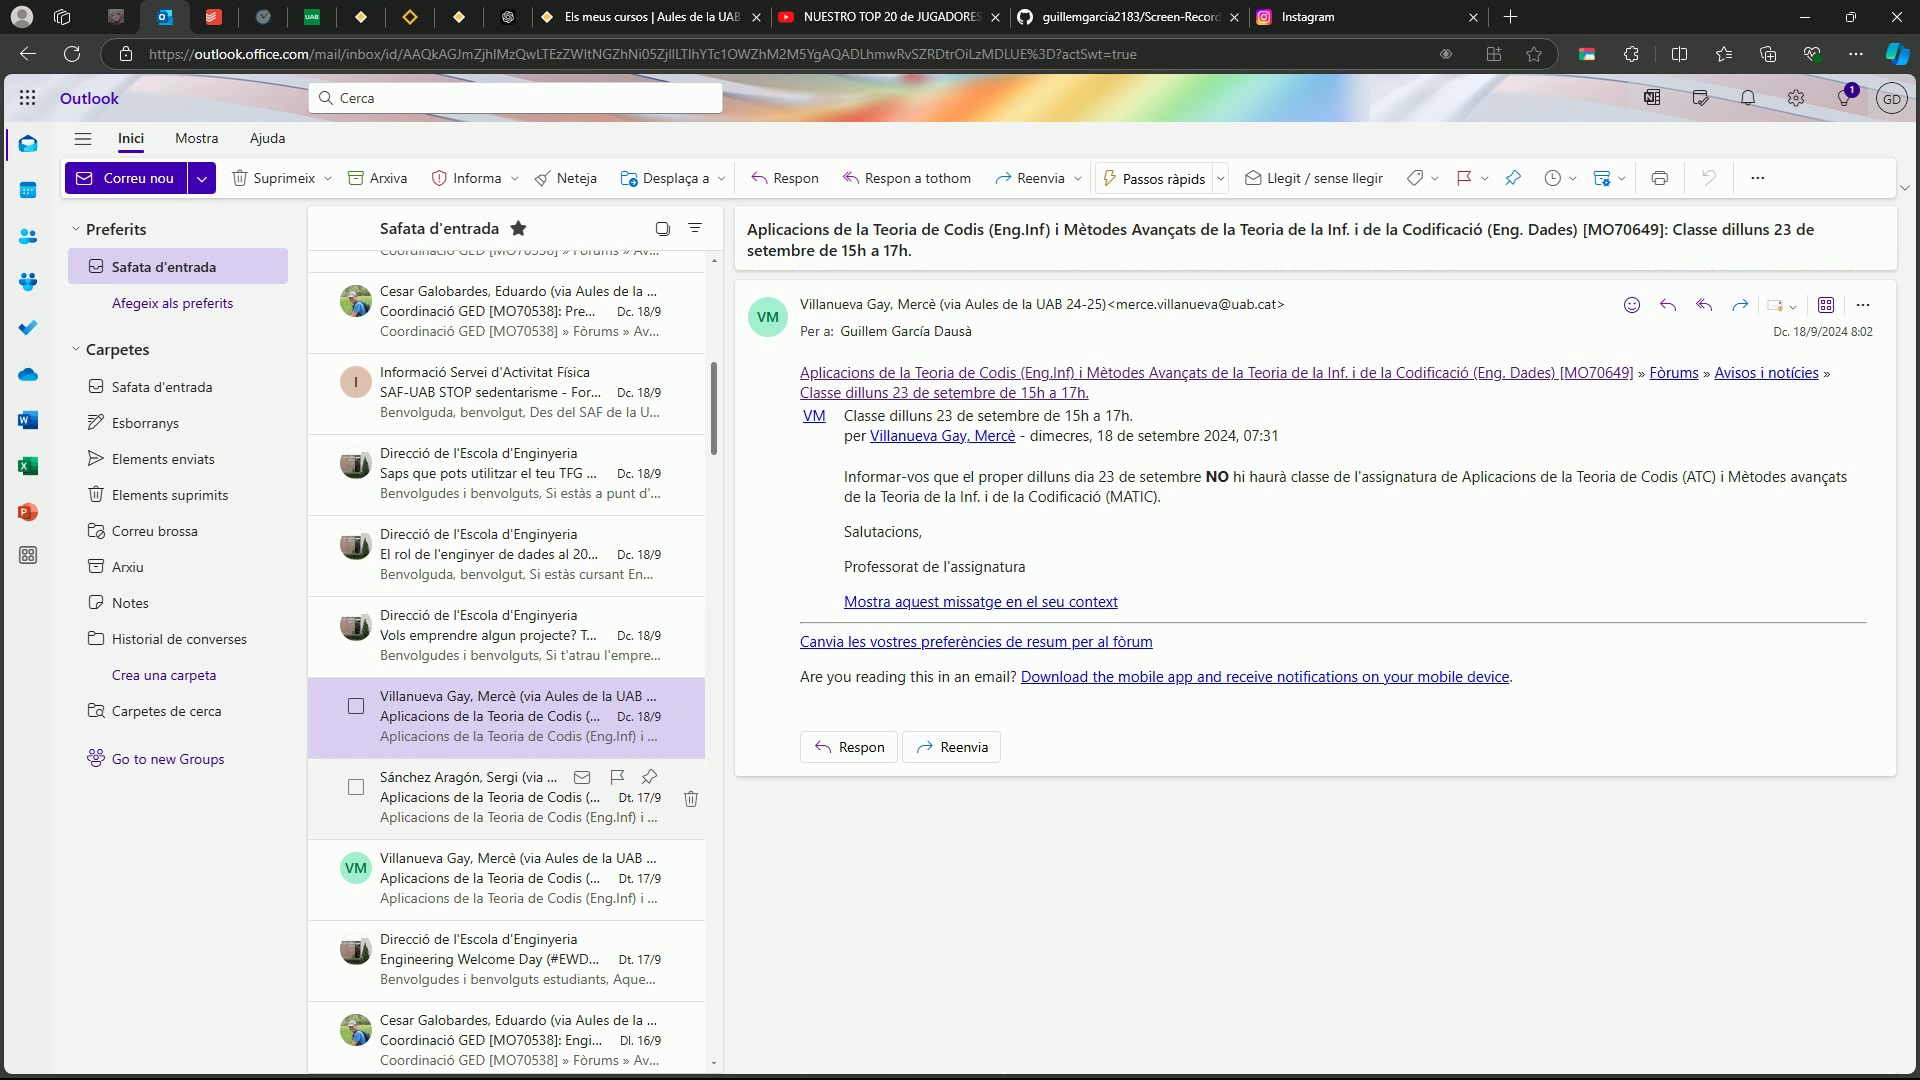 Els meus cursos | Aules de la UAB
NUESTRO TOP 20 de JUGADORES
guillemgarcia2183/Screen-Record
Instagram
Outlook
Cerca
1
GD
Inici
Mostra
Ajuda
Correu nou
Suprimeix
Arxiva
Informa
Neteja
Desplaça a
Respon
Respon a tothom
Reenvia
Passos ràpids
Llegit / sense llegir
Preferits
Safata d'entrada
Afegeix als preferits
Carpetes
Safata d'entrada
Esborranys
Elements enviats
Elements suprimits
Correu brossa
Arxiu
Notes
Historial de converses
Crea una carpeta
Carpetes de cerca
Go to new Groups
Safata d'entrada
Coordinació GED [MO70538] » Fòrums » Av...
Cesar Galobardes, Eduardo (via Aules de la ...
Coordinació GED [MO70538]: Pre... Dc. 18/9
Coordinació GED [MO70538] » Fòrums » Av...
I
Informació Servei d'Activitat Física
SAF-UAB STOP sedentarisme - For... Dc. 18/9
Benvolguda, benvolgut, Des del SAF de la U...
Direcció de l'Escola d'Enginyeria
Saps que pots utilitzar el teu TFG ... Dc. 18/9
Benvolgudes i benvolguts, Si estàs a punt d'...
Direcció de l'Escola d'Enginyeria
El rol de l'enginyer de dades al 20... Dc. 18/9
Benvolguda, benvolgut, Si estàs cursant En...
Direcció de l'Escola d'Enginyeria
Vols emprendre algun projecte? T... Dc. 18/9
Benvolgudes i benvolguts, Si t'atrau l'empre...
Villanueva Gay, Mercè (via Aules de la UAB ...
Aplicacions de la Teoria de Codis (... Dc. 18/9
Aplicacions de la Teoria de Codis (Eng.Inf) i ...
Sánchez Aragón, Sergi (via ...
Aplicacions de la Teoria de Codis (... Dt. 17/9
Aplicacions de la Teoria de Codis (Eng.Inf) i ...
VM
Villanueva Gay, Mercè (via Aules de la UAB ...
Aplicacions de la Teoria de Codis (... Dt. 17/9
Aplicacions de la Teoria de Codis (Eng.Inf) i ...
Direcció de l'Escola d'Enginyeria
Engineering Welcome Day (#EWD... Dt. 17/9
Benvolgudes i benvolguts estudiants, Aque...
Cesar Galobardes, Eduardo (via Aules de la ...
Coordinació GED [MO70538]: Engi... Dl. 16/9
Coordinació GED [MO70538] » Fòrums » Av...
Aplicacions de la Teoria de Codis (Eng.Inf) i Mètodes Avançats de la Teoria de la Inf. i de la Codificació (Eng. Dades) [MO70649]: Classe dilluns 23 de
setembre de 15h a 17h.
VM
Villanueva Gay, Mercè (via Aules de la UAB 24-25)<merce.villanueva@uab.cat>
Per a: Guillem García Dausà
Dc. 18/9/2024 8:02
Aplicacions de la Teoria de Codis (Eng.Inf) i Mètodes Avançats de la Teoria de la Inf. i de la Codificació (Eng. Dades) [MO70649] » Fòrums » Avisos i notícies »
Classe dilluns 23 de setembre de 15h a 17h.
VM Classe dilluns 23 de setembre de 15h a 17h.
per Villanueva Gay, Mercè - dimecres, 18 de setembre 2024, 07:31
Informar-vos que el proper dilluns dia 23 de setembre NO hi haurà classe de l'assignatura de Aplicacions de la Teoria de Codis (ATC) i Mètodes avançats
de la Teoria de la Inf. i de la Codificació (MATIC).
Salutacions,
Professorat de l'assignatura
Mostra aquest missatge en el seu context
Canvia les vostres preferències de resum per al fòrum
Are you reading this in an email? Download the mobile app and receive notifications on your mobile device.
Respon
Reenvia